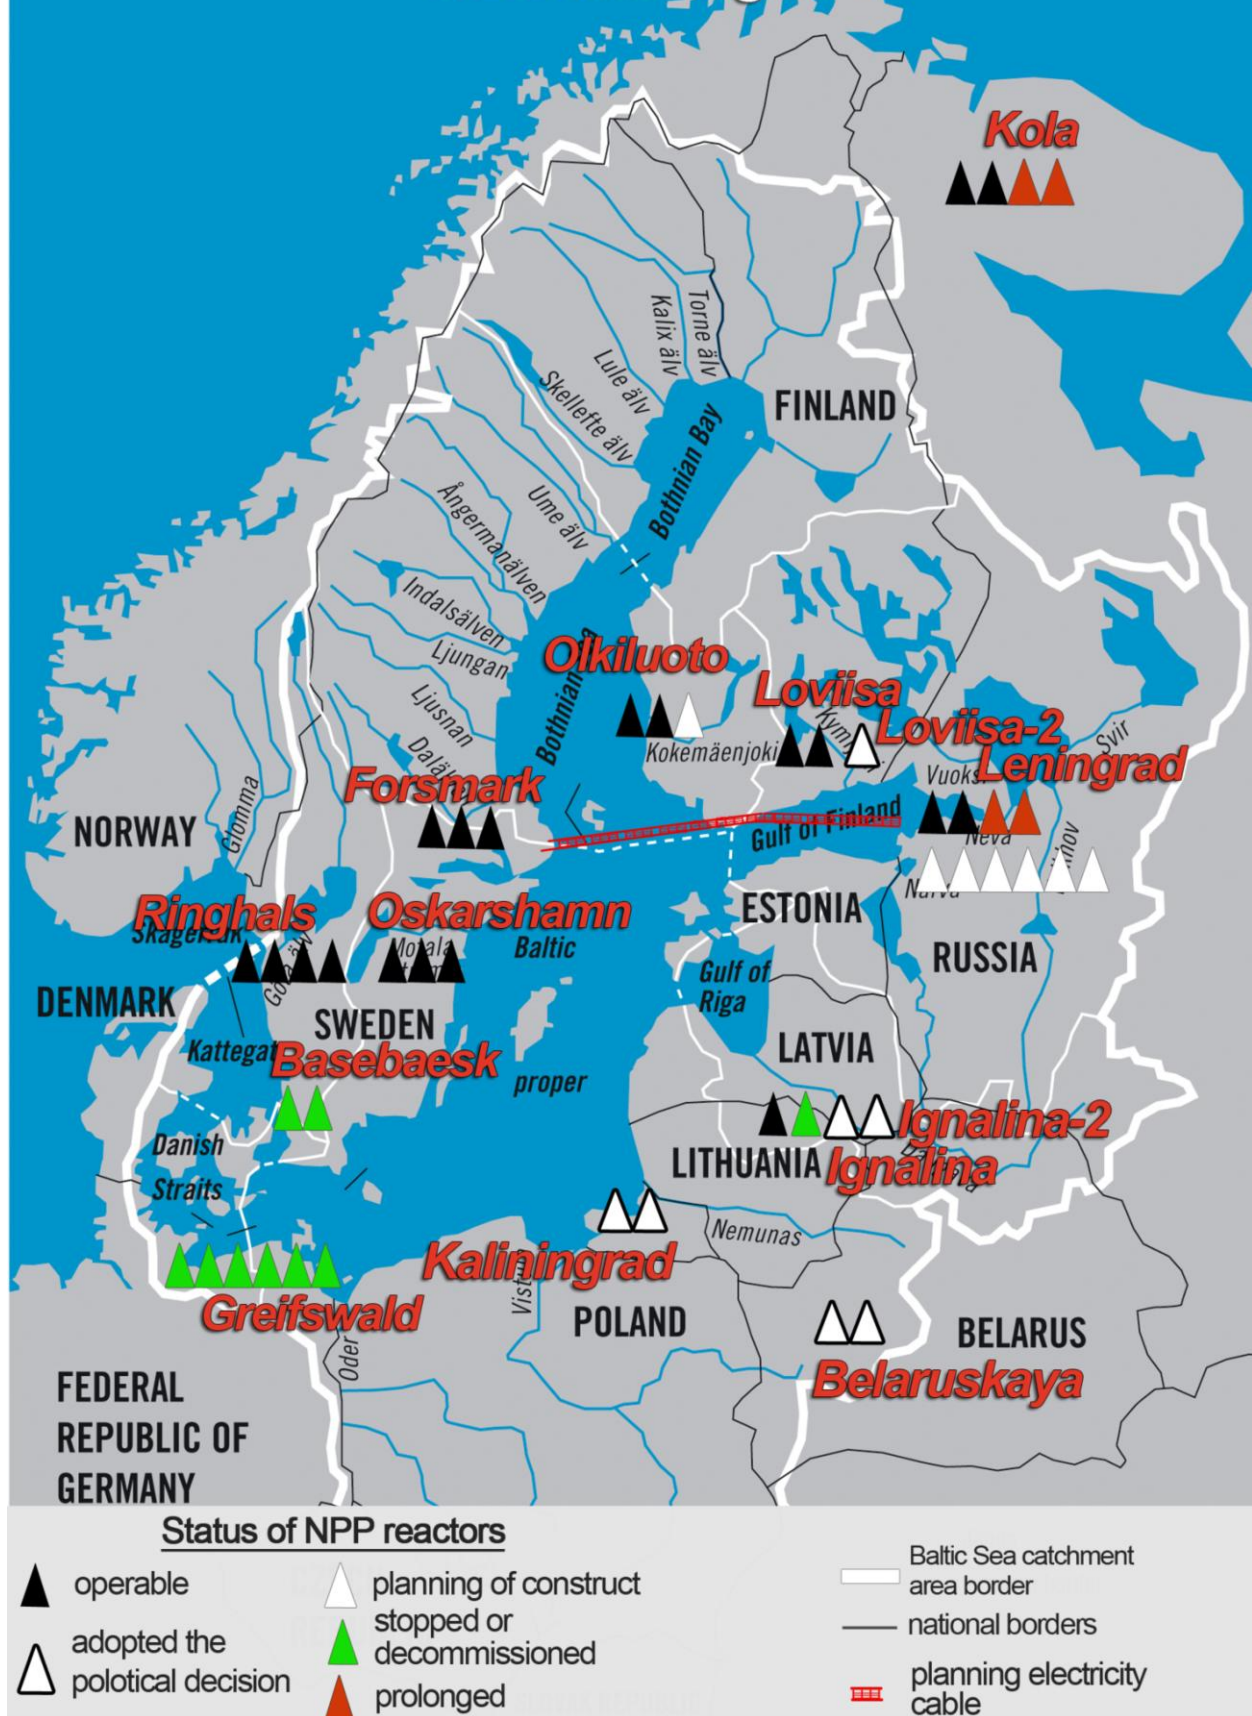 Kola
Torne älv
Kalix älv
Lule älv
Skellefte älv
FINLAND
Bothnian Bay
Ume älv
Ångermanälven
Indalsälven
Ljungan
Olkiluoto
Loviisa
Loviisa-2
Ljusnan
Kokemäenjoki
Svir
Leningrad
Forsmark
NORWAY
Glomma
Gulf of Finland
Neva
Narva
Ringhals
Oskarshamn
ESTONIA
Skagerrak
Motala
Baltic
RUSSIA
Gulf of
Riga
DENMARK
SWEDEN
LATVIA
Kattegat
Basebaesk
proper
Ignalina-2
Danish
Straits
LITHUANIA
Ignalina
Nemunas
Kaliningrad
Greifswald
POLAND
BELARUS
Oder
Belaruskaya
FEDERAL
REPUBLIC OF
GERMANY
Status of NPP reactors
operable
planning of construct
Baltic Sea catchment
area border
adopted the
polotical decision
stopped or
decommissioned
national borders
prolonged
planning electricity
cable